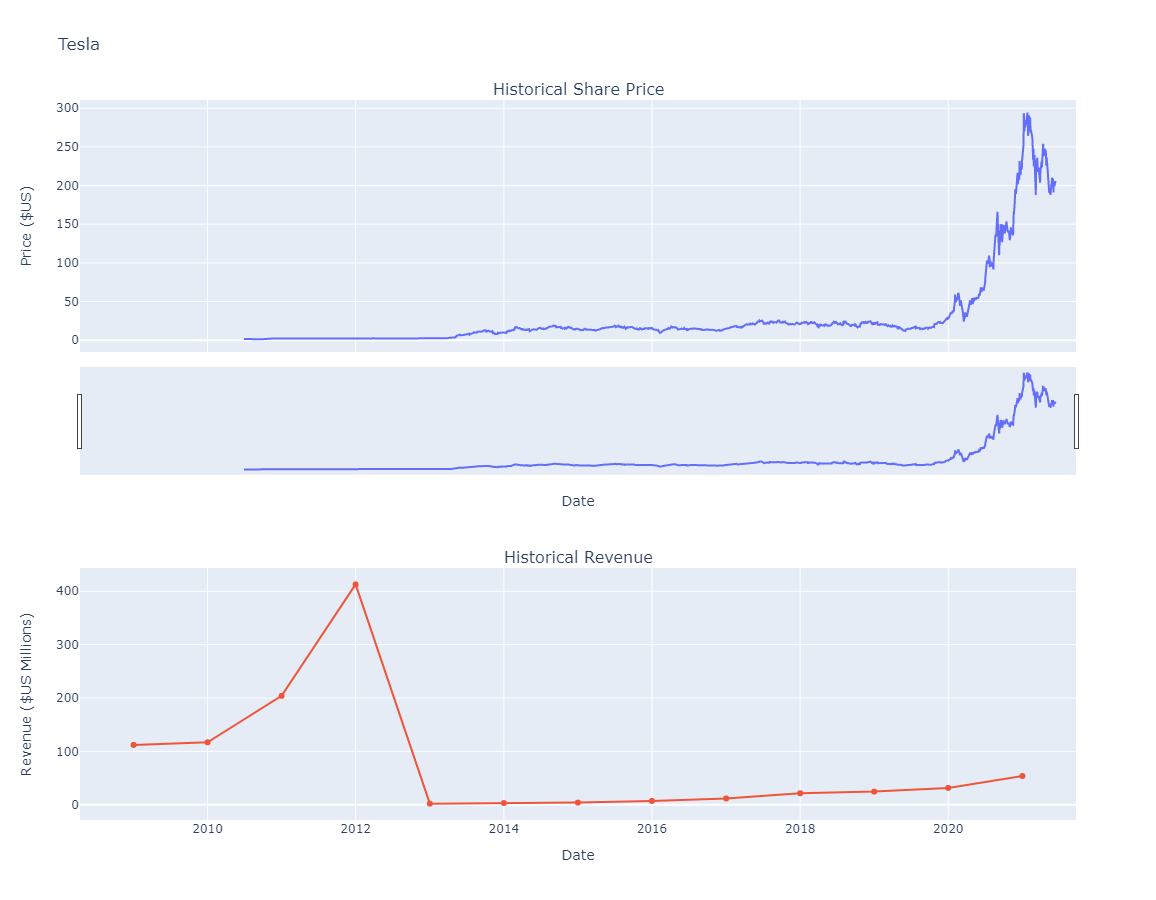 Tesla
Historical Share Price
Price ($US)
300
250
200
150
100
50
0
Date
Historical Revenue
Revenue ($US Millions)
400
300
200
100
0
2010 2012 2014 2016 2018 2020
Date